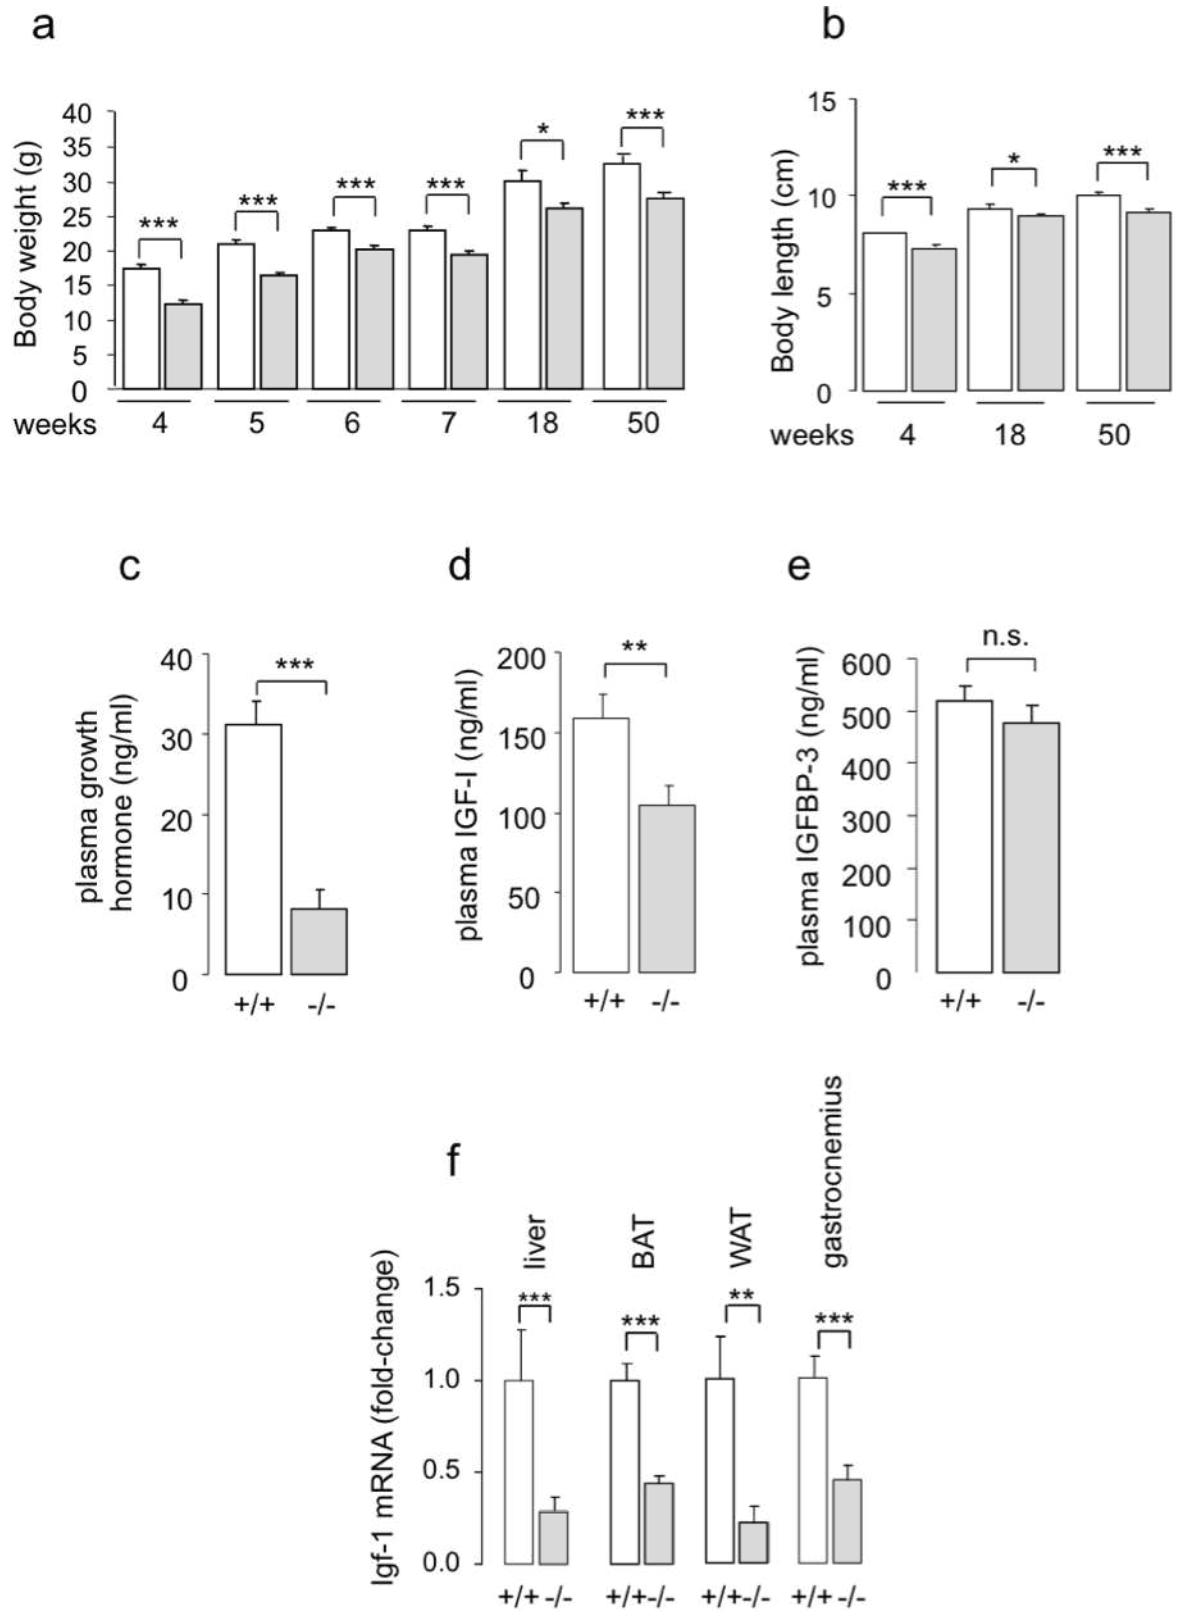 a
Body weight (g)
40
35
30
25
20
15
10
5
0
***
***
***
***
*
***
weeks 4 5 6 7 18 50
b
Body length (cm)
15
10
5
0
***
*
***
weeks 4 18 50
c
plasma growth
hormone (ng/ml)
40
30
20
10
0
***
+/+ -/-
d
plasma IGF-I (ng/ml)
200
150
100
50
0
**
+/+ -/-
e
plasma IGFBP-3 (ng/ml)
600
500
400
300
200
100
0
n.s.
+/+ -/-
f
Igf-1 mRNA (fold-change)
1.5
1.0
0.5
0.0
liver
BAT
WAT
gastrocnemius
***
***
**
***
+/+ -/- +/+ -/- +/+ -/- +/+ -/-